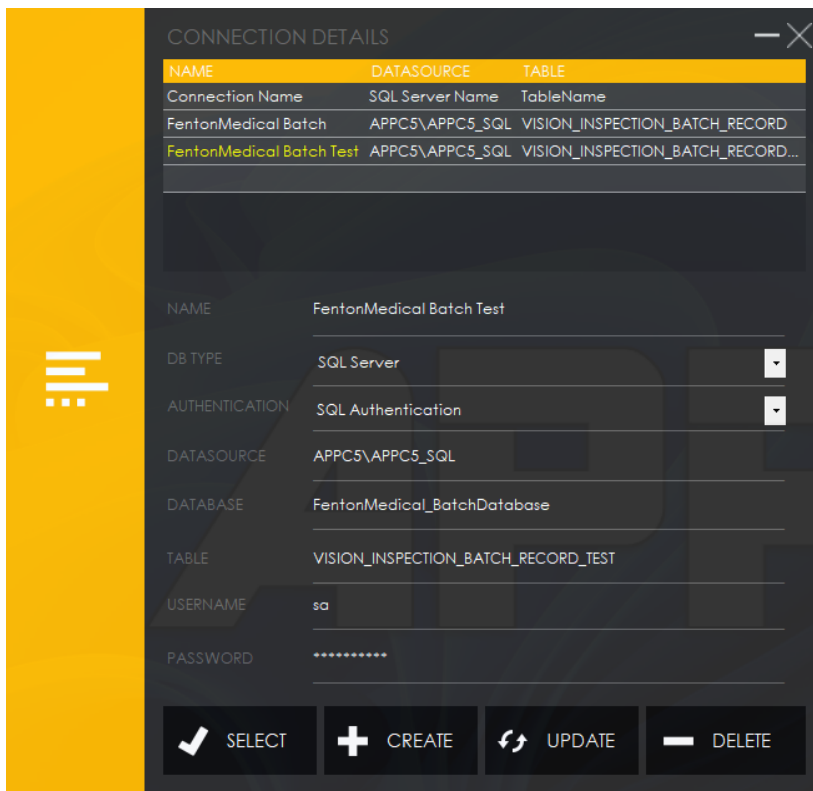 CONNECTION DETAILS
NAME DATASOURCE TABLE
Connection Name SQL Server Name TableName
FentonMedical Batch APPC5\APPC5_SQL VISION_INSPECTION_BATCH_RECORD
FentonMedical Batch Test APPC5\APPC5_SQL VISION_INSPECTION_BATCH_RECORD...
NAME FentonMedical Batch Test
DB TYPE SQL Server
AUTHENTICATION SQL Authentication
DATASOURCE APPC5\APPC5_SQL
DATABASE FentonMedical_BatchDatabase
TABLE VISION_INSPECTION_BATCH_RECORD_TEST
USERNAME sa
PASSWORD **********
SELECT CREATE UPDATE DELETE